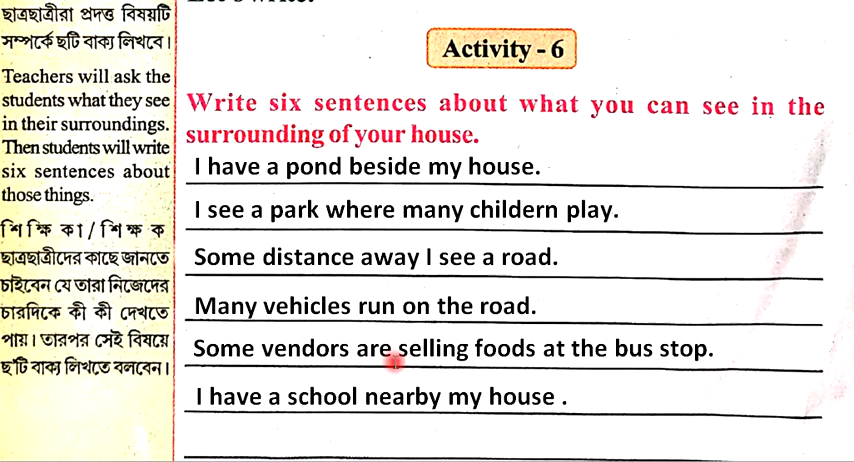 ছাত্রছাত্রীরা প্রদত্ত বিষয়টি
সম্পর্কে ছটি বাক্য লিখবে।
Teachers will ask the
students what they see
in their surroundings.
Then students will write
six sentences about
those things.
শিক্ষিকা/শিক্ষক
ছাত্রছাত্রীদের কাছে জানতে
চাইবেন যে তারা নিজেদের
চারদিকে কী কী দেখতে
পায়। তারপর সেই বিষয়ে
ছ'টি বাক্য লিখতে বলবেন।
Activity - 6
Write six sentences about what you can see in the
surrounding of your house.
I have a pond beside my house.
I see a park where many childern play.
Some distance away I see a road.
Many vehicles run on the road.
Some vendors are selling foods at the bus stop.
I have a school nearby my house .